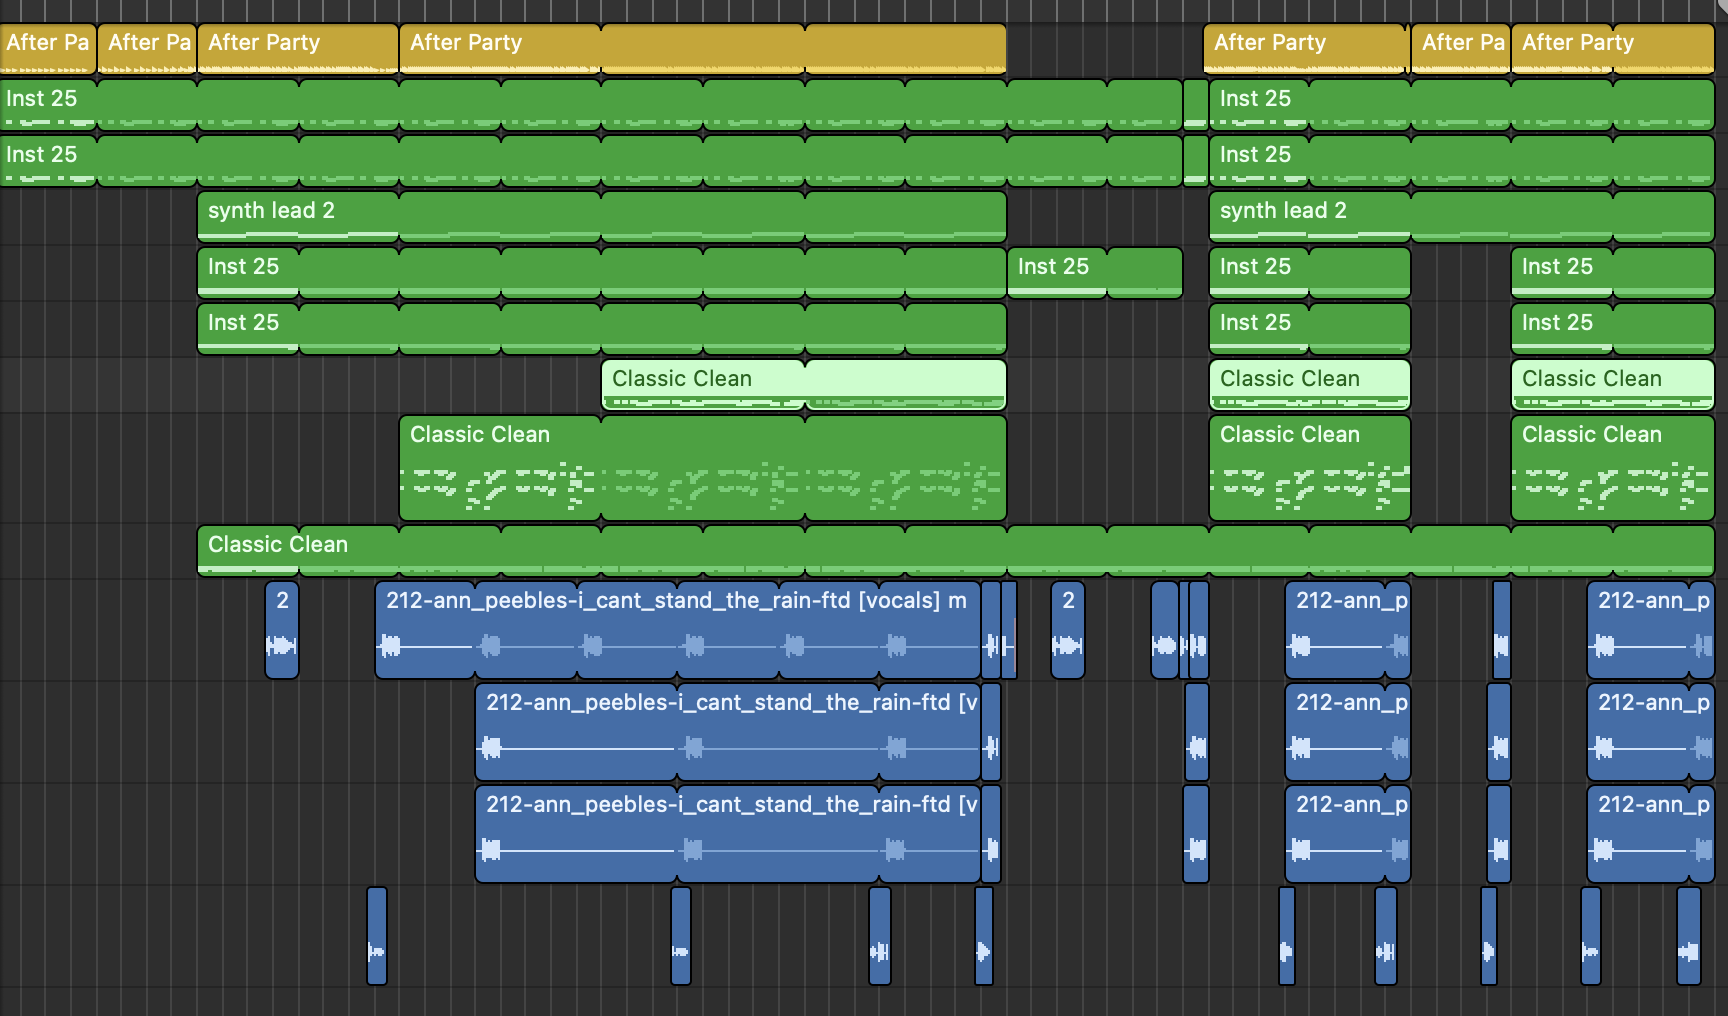 After Pa After Pa After Party After Party After Party After Pa After Party
Inst 25 Inst 25
Inst 25 Inst 25
synth lead 2 synth lead 2
Inst 25 Inst 25 Inst 25 Inst 25
Inst 25 Inst 25 Inst 25
Classic Clean Classic Clean Classic Clean
Classic Clean Classic Clean Classic Clean
Classic Clean
2 212-ann_peebles-i_cant_stand_the_rain-ftd [vocals] m 2 212-ann_p 212-ann_p
212-ann_peebles-i_cant_stand_the_rain-ftd [v 212-ann_p 212-ann_p
212-ann_peebles-i_cant_stand_the_rain-ftd [v 212-ann_p 212-ann_p